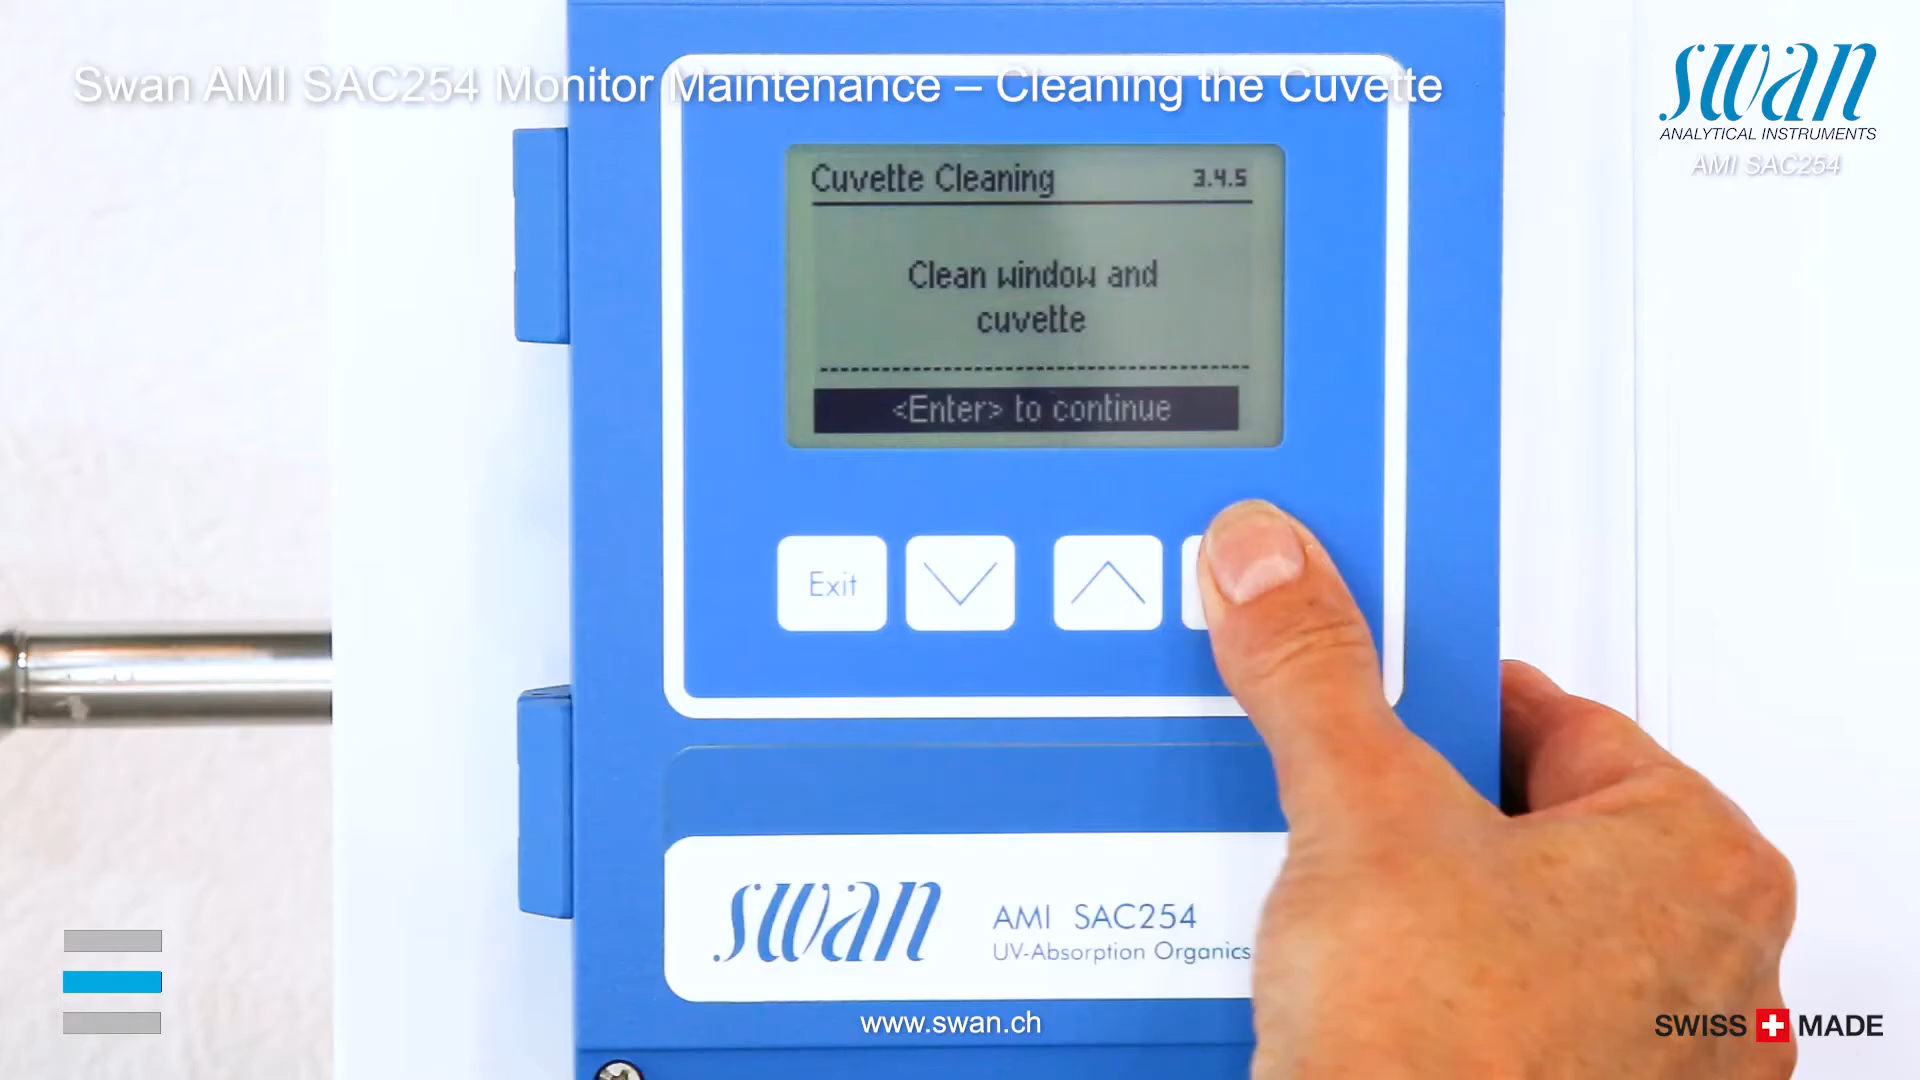 Swan AMI SAC254 Monitor Maintenance – Cleaning the Cuvette
swan
ANALYTICAL INSTRUMENTS
AMI SAC254
Cuvette Cleaning 3.4.5
Clean window and
cuvette
<Enter> to continue
Exit
swan
AMI SAC254
UV-Absorption Organics
www.swan.ch
SWISS MADE